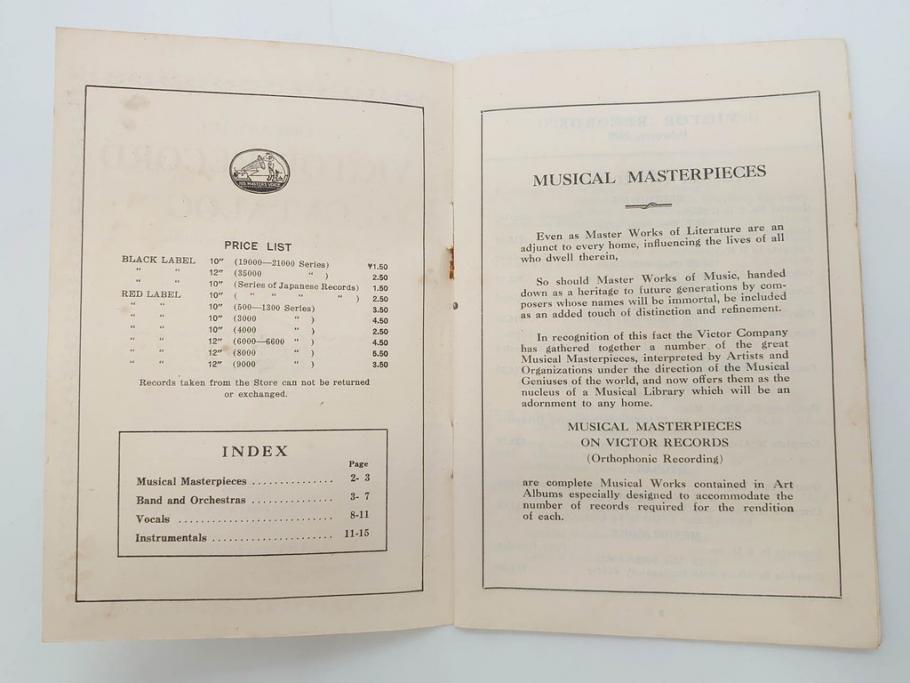 HIS MASTER'S VOICE
PRICE LIST
BLACK LABEL 10" (19000—21000 Series) ¥1.50
" " 12" (35000 " ) 2.50
" " 10" (Series of Japanese Records) 1.50
RED LABEL 10" ( " " " " ) 2.50
" " 10" (500—1300 Series) 3.50
" " 10" (3000 " ) 4.50
" " 10" (4000 " ) 2.50
" " 12" (6000—6600 " ) 4.50
" " 12" (8000 " ) 5.50
" " 12" (9000 " ) 3.50
Records taken from the Store can not be returned
or exchanged.
INDEX
Page
Musical Masterpieces .............. 2- 3
Band and Orchestras .............. 3- 7
Vocals .......................... 8-11
Instrumentals ..................... 11-15
MUSICAL MASTERPIECES
Even as Master Works of Literature are an
adjunct to every home, influencing the lives of all
who dwell therein,
So should Master Works of Music, handed
down as a heritage to future generations by com-
posers whose names will be immortal, be included
as an added touch of distinction and refinement.
In recognition of this fact the Victor Company
has gathered together a number of the great
Musical Masterpieces, interpreted by Artists and
Organizations under the direction of the Musical
Geniuses of the world, and now offers them as the
nucleus of a Musical Library which will be an
adornment to any home.
MUSICAL MASTERPIECES
ON VICTOR RECORDS
(Orthophonic Recording)
are complete Musical Works contained in Art
Albums especially designed to accommodate the
number of records required for the rendition
of each.